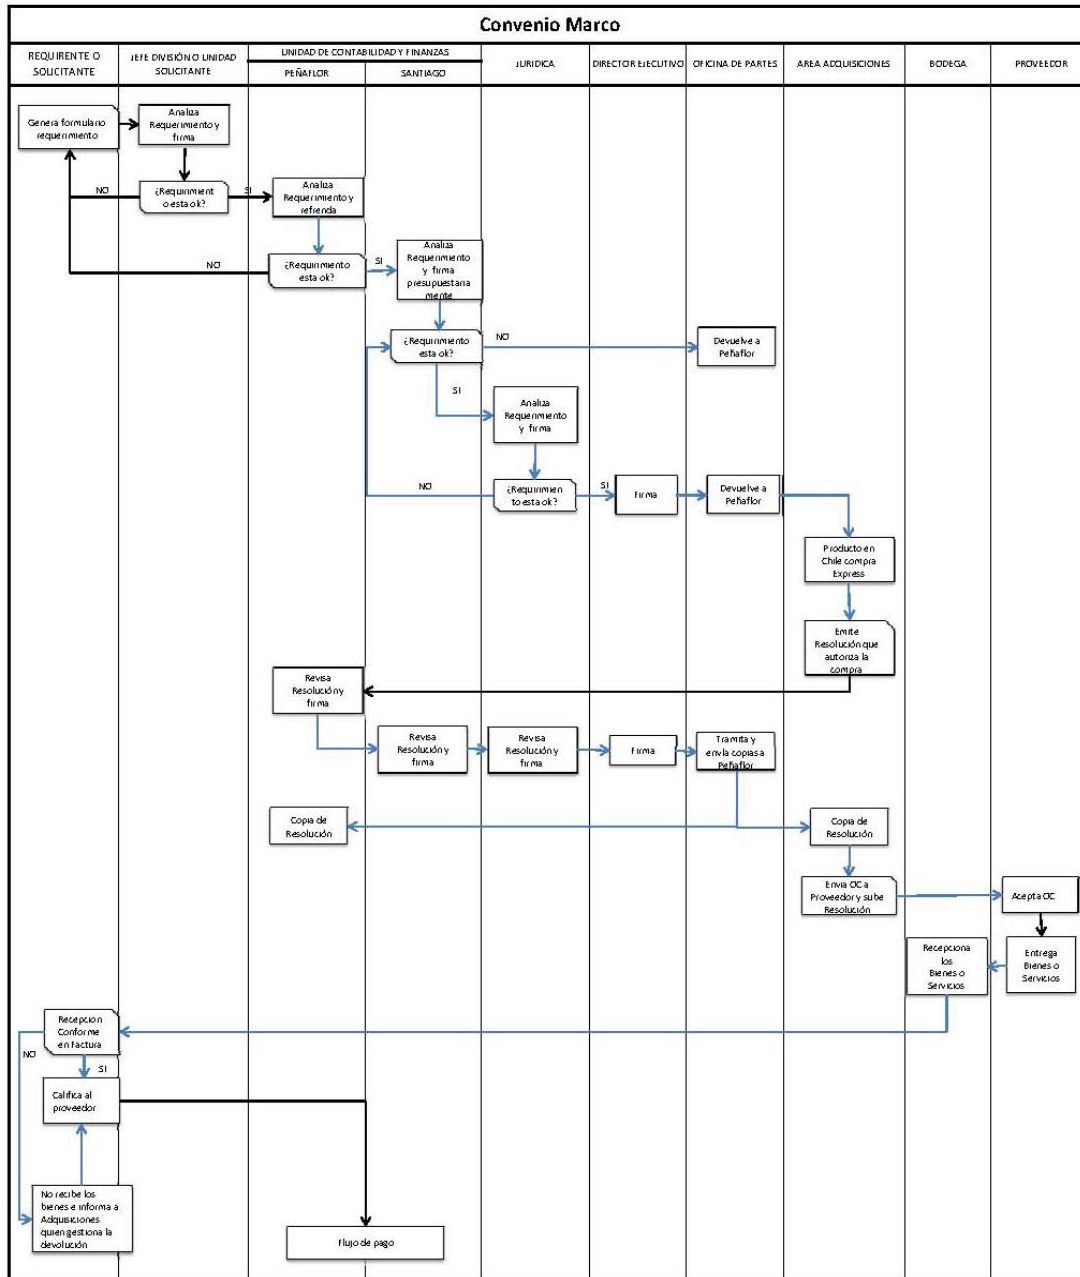 Convenio Marco
REQUIRENTE O
SOLICITANTE
JEFE DIVISIÓN O UNIDAD
SOLICITANTE
UNIDAD DE CONTABILIDAD Y FINANZAS
PEÑAFLOR
SANTIAGO
JURIDICA
DIRECTOR EJECUTIVO
OFICINA DE PARTES
AREA ADQUISICIONES
BODEGA
PROVEEDOR
Genera formulario
requerimiento
Analiza
Requerimiento y
firma
NO
¿Requirimient
o esta ok?
SI
Analiza
Requerimiento y
refrenda
NO
¿Requirimento
esta ok?
SI
Analiza
Requerimiento
y firma
presupuestaria
mente
¿Requirimiento
esta ok?
NO
Devuelve a
Peñaflor
SI
Analiza
Requerimiento
y firma
NO
¿Requirimien
to esta ok?
SI
Firma
Devuelve a
Peñaflor
Producto en
Chile compra
Express
Emite
Resolución que
autoriza la
compra
Revisa
Resolución y
firma
Revisa
Resolución y
firma
Revisa
Resolución y
firma
Firma
Tramita y
envía copias a
Peñaflor
Copia de
Resolución
Copia de
Resolución
Envia OC a
Proveedor y sube
Resolución
Acepta OC
Recepciona
los
Bienes o
Servicios
Entrega
Bienes o
Servicios
Recepcion
Conforme
en Factura
NO
SI
Califica al
proveedor
No recibe los
bienes e informa a
Adquisiciones
quien gestiona la
devolución
Flujo de pago